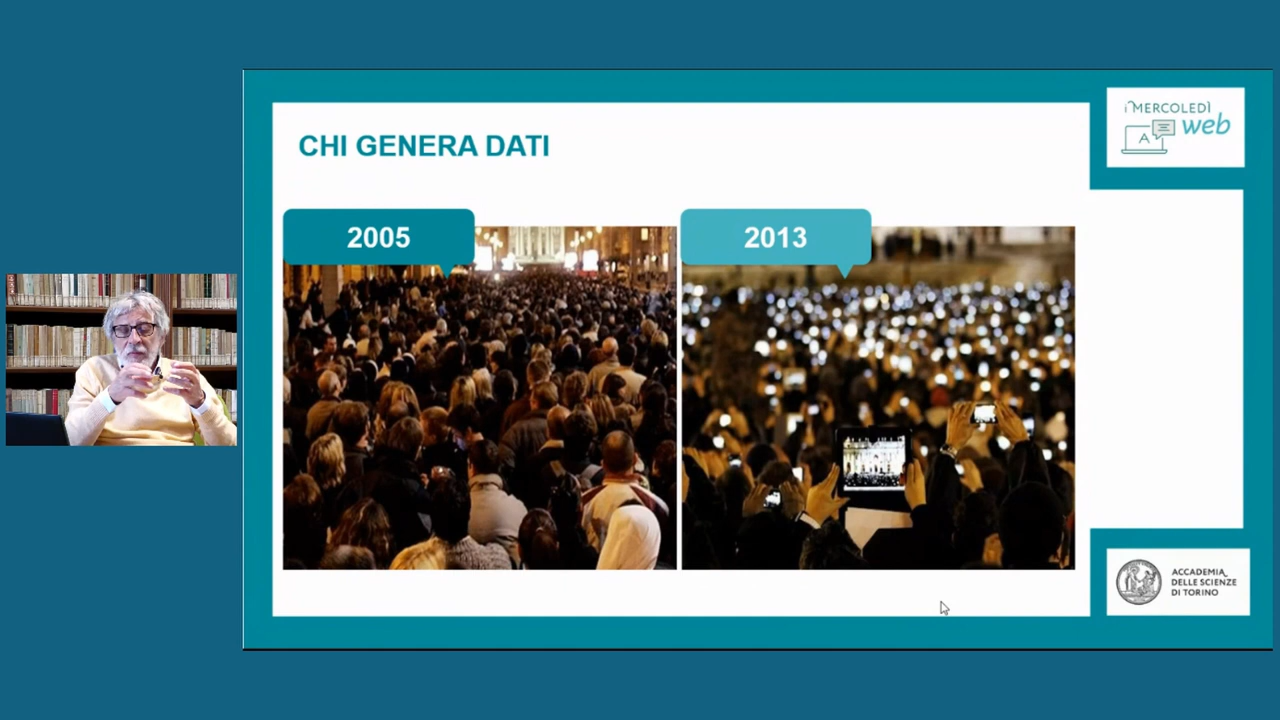 CHI GENERA DATI
2005
2013
i MERCOLEDÌ
A
web
ACCADEMIA
DELLE SCIENZE
DI TORINO